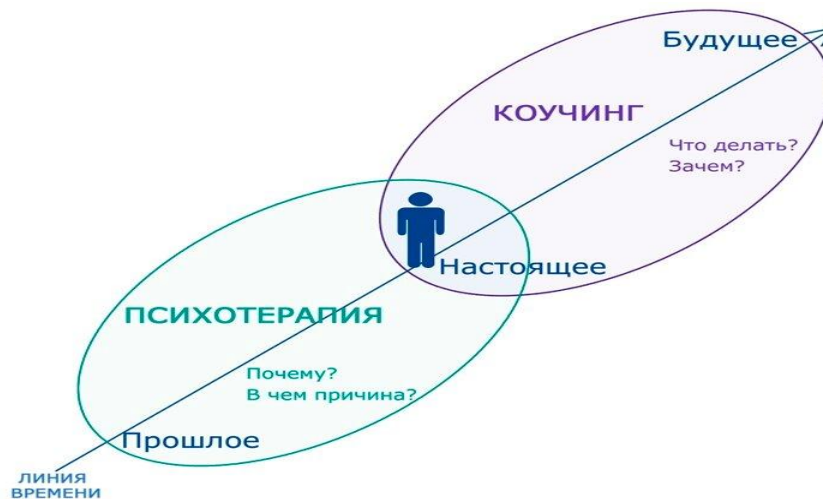 Будущее
КОУЧИНГ
Что делать?
Зачем?
Настоящее
ПСИХОТЕРАПИЯ
Почему?
В чем причина?
Прошлое
ЛИНИЯ
ВРЕМЕНИ